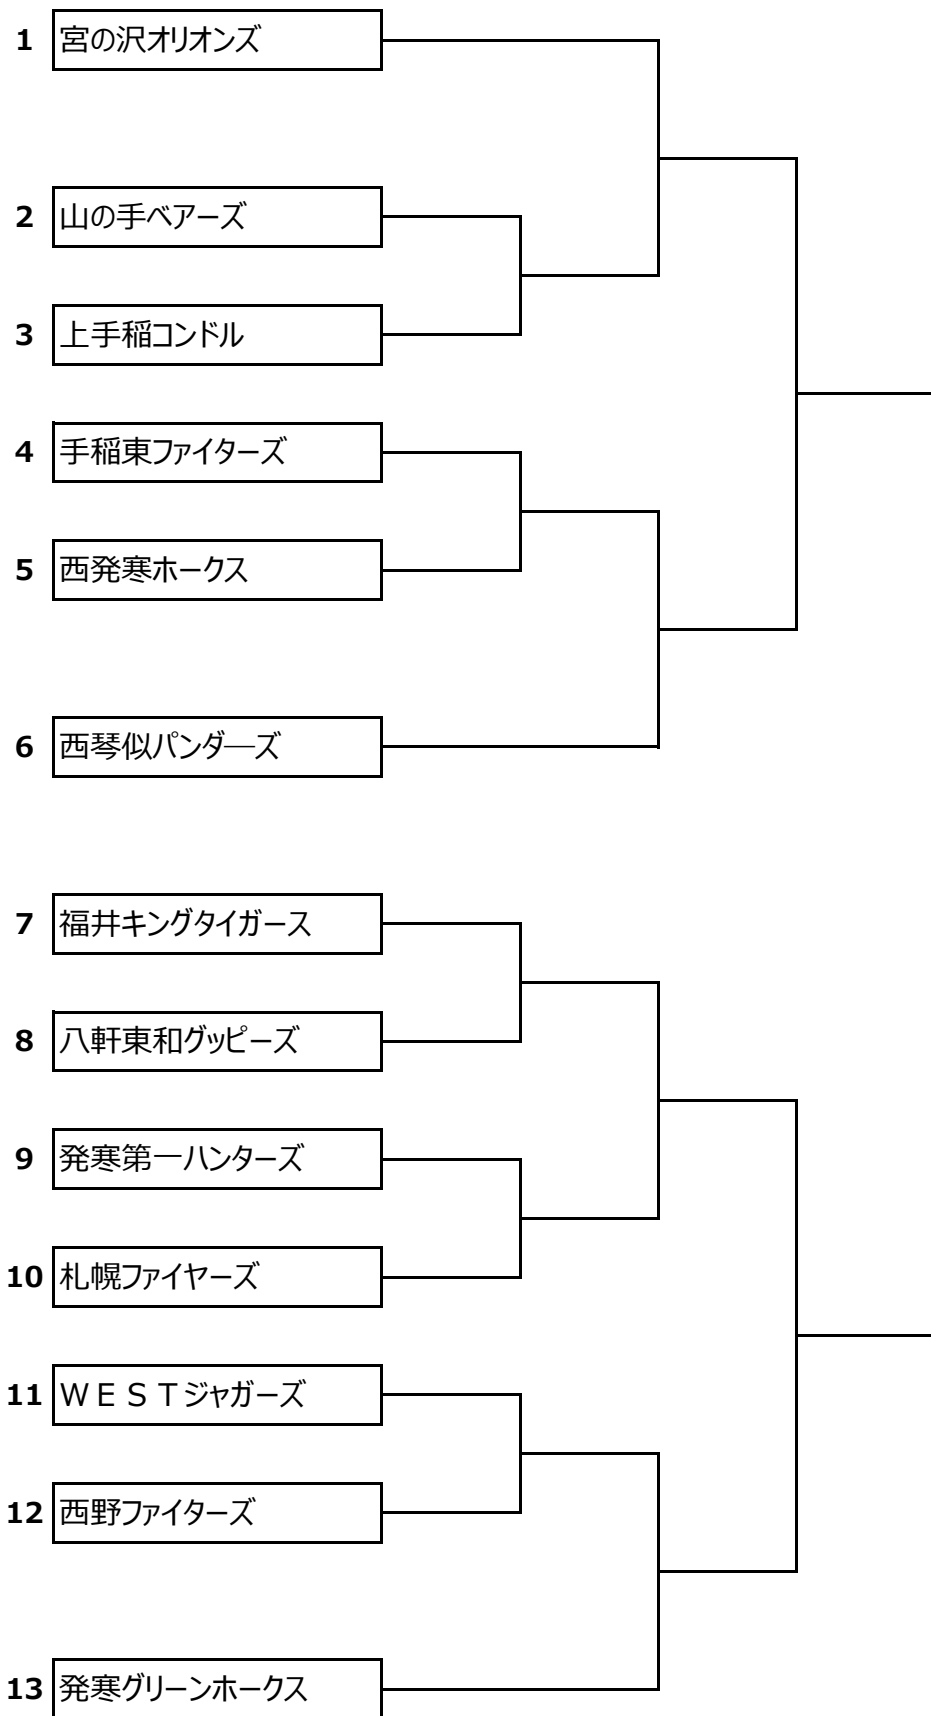 1 宮の沢オリオンズ
2 山の手ベアーズ
3 上手稲コンドル
4 手稲東ファイターズ
5 西発寒ホークス
6 西琴似パンダ―ズ
7 福井キングタイガース
8 八軒東和グッピーズ
9 発寒第一ハンターズ
10 札幌ファイヤーズ
11 ＷＥＳＴジャガーズ
12 西野ファイターズ
13 発寒グリーンホークス